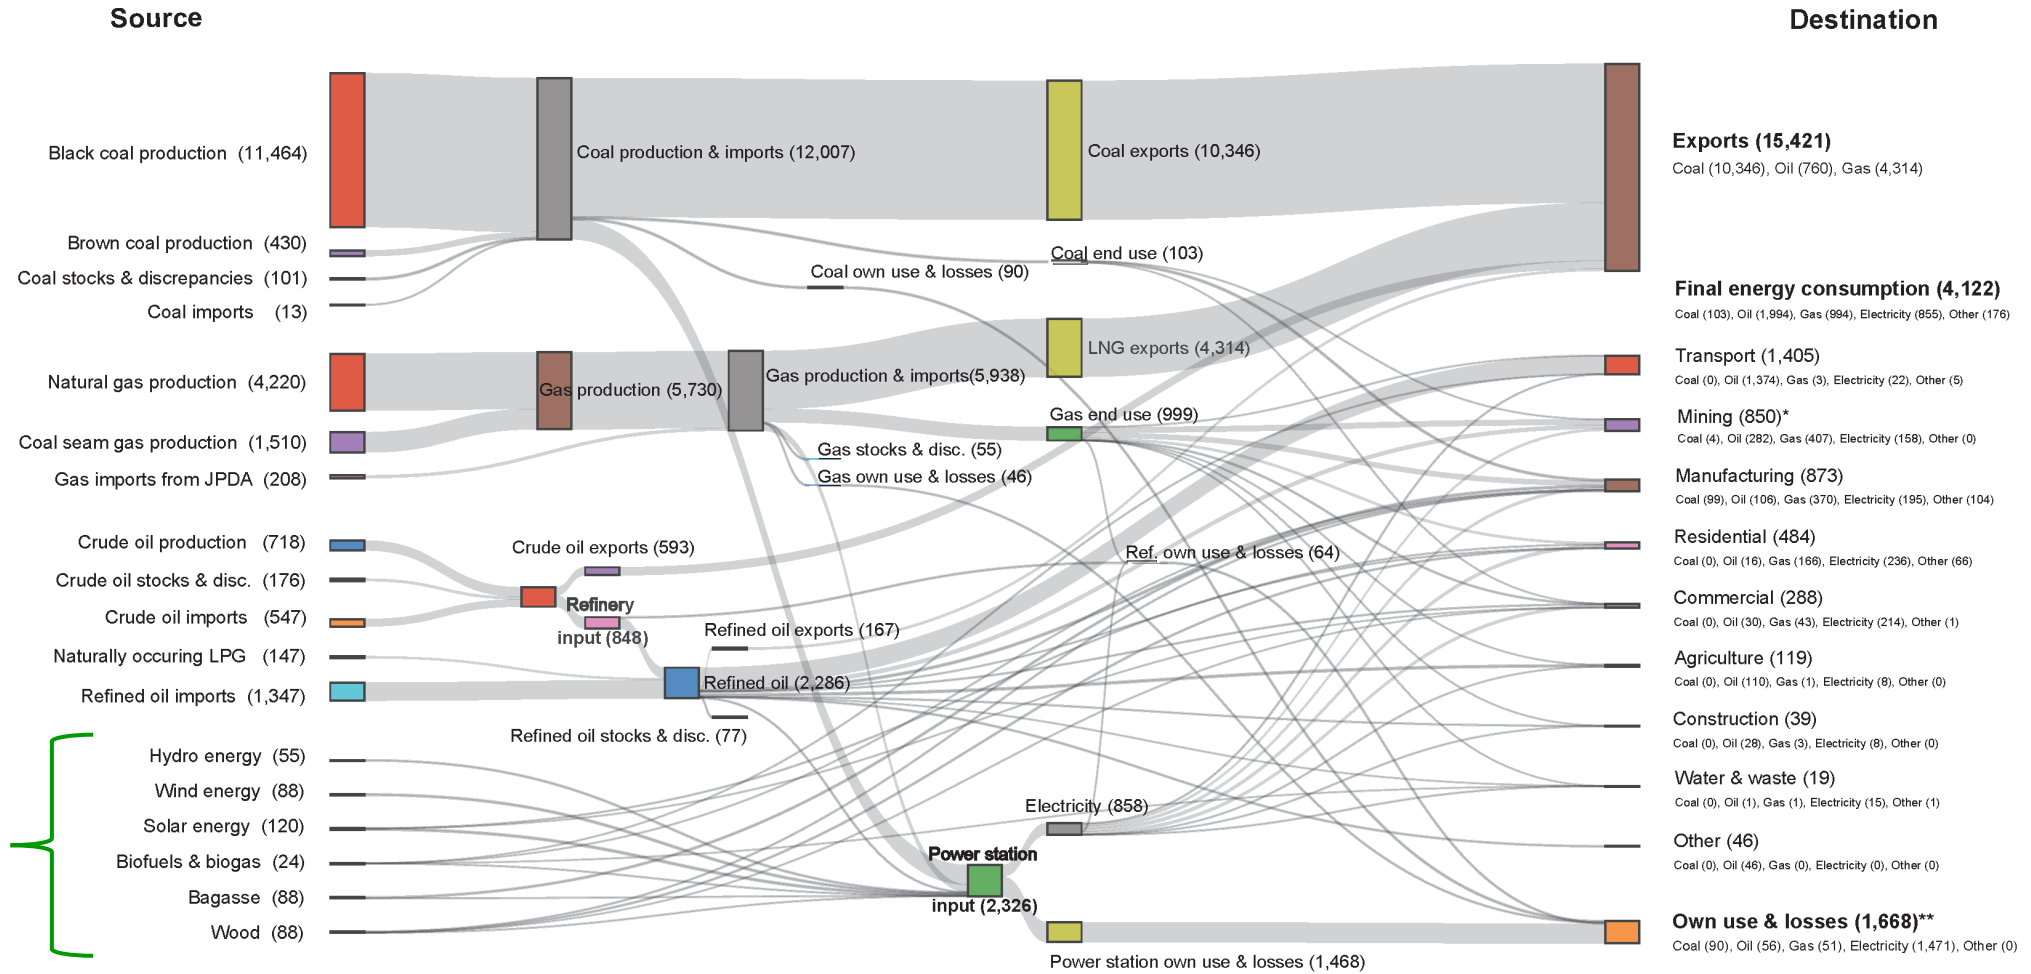 Source
Destination
Black coal production (11,464)
Brown coal production (430)
Coal stocks & discrepancies (101)
Coal imports (13)
Natural gas production (4,220)
Coal seam gas production (1,510)
Gas imports from JPDA (208)
Crude oil production (718)
Crude oil stocks & disc. (176)
Crude oil imports (547)
Naturally occuring LPG (147)
Refined oil imports (1,347)
Hydro energy (55)
Wind energy (88)
Solar energy (120)
Biofuels & biogas (24)
Bagasse (88)
Wood (88)
Coal production & imports (12,007)
Gas production (5,730)
Gas production & imports(5,938)
Crude oil exports (593)
Refinery
input (848)
Refined oil exports (167)
Refined oil (2,286)
Refined oil stocks & disc. (77)
Coal own use & losses (90)
Gas stocks & disc. (55)
Gas own use & losses (46)
Power station
input (2,326)
Coal exports (10,346)
Coal end use (103)
LNG exports (4,314)
Gas end use (999)
Ref. own use & losses (64)
Electricity (858)
Power station own use & losses (1,468)
Exports (15,421)
Coal (10,346), Oil (760), Gas (4,314)
Final energy consumption (4,122)
Coal (103), Oil (1,994), Gas (994), Electricity (855), Other (176)
Transport (1,405)
Coal (0), Oil (1,374), Gas (3), Electricity (22), Other (5)
Mining (850)*
Coal (4), Oil (282), Gas (407), Electricity (158), Other (0)
Manufacturing (873)
Coal (99), Oil (106), Gas (370), Electricity (195), Other (104)
Residential (484)
Coal (0), Oil (16), Gas (166), Electricity (236), Other (66)
Commercial (288)
Coal (0), Oil (30), Gas (43), Electricity (214), Other (1)
Agriculture (119)
Coal (0), Oil (110), Gas (1), Electricity (8), Other (0)
Construction (39)
Coal (0), Oil (28), Gas (3), Electricity (8), Other (0)
Water & waste (19)
Coal (0), Oil (1), Gas (1), Electricity (15), Other (1)
Other (46)
Coal (0), Oil (46), Gas (0), Electricity (0), Other (0)
Own use & losses (1,668)**
Coal (90), Oil (56), Gas (51), Electricity (1,471), Other (0)